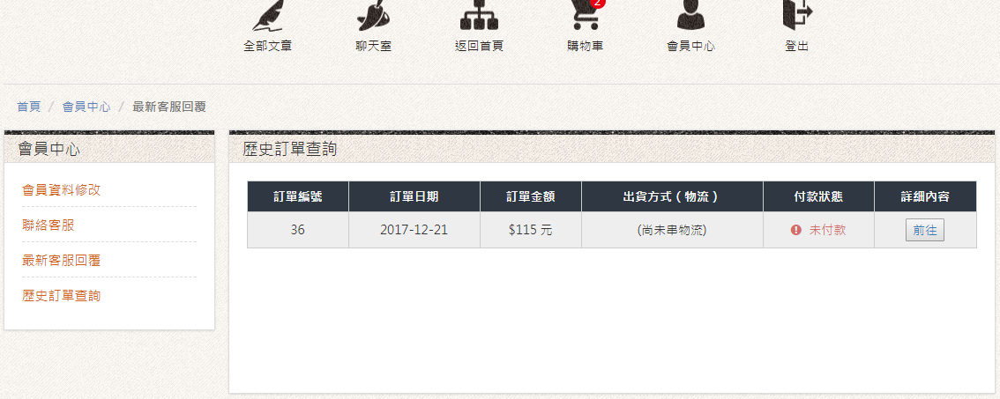 2
全部文章 聊天室 返回首頁 購物車 會員中心 登出
首頁 / 會員中心 / 最新客服回覆
會員中心
會員資料修改
聯絡客服
最新客服回覆
歷史訂單查詢
歷史訂單查詢
訂單編號 訂單日期 訂單金額 出貨方式 ( 物流 ) 付款狀態 詳細內容
36 2017-12-21 $115 元 (尚未串物流) 未付款 前往